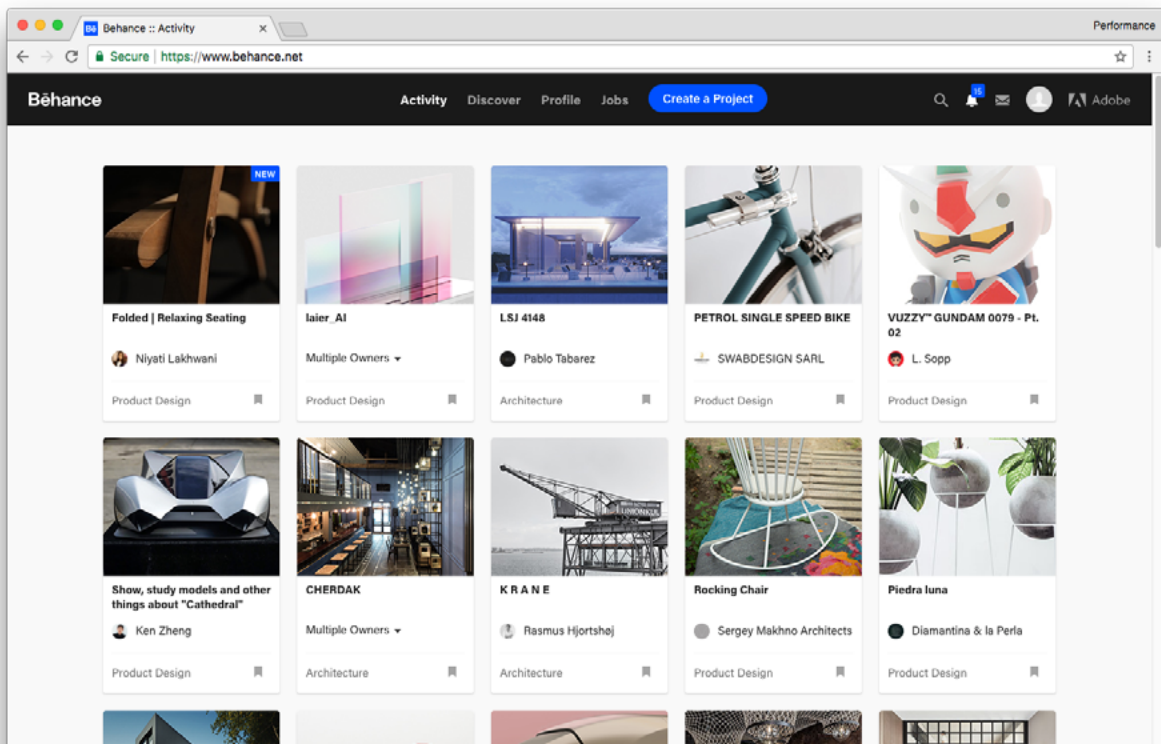 Behance :: Activity
Performance
Secure | https://www.behance.net
Bēhance
Activity Discover Profile Jobs Create a Project
15
Adobe
NEW
Folded | Relaxing Seating
Niyati Lakhwani
Product Design
laier_AI
Multiple Owners
Product Design
LSJ 4148
Pablo Tabarez
Architecture
PETROL SINGLE SPEED BIKE
SWABDESIGN SARL
Product Design
VUZZY™ GUNDAM 0079 - Pt.
02
L. Sopp
Product Design
Show, study models and other
things about "Cathedral"
Ken Zheng
Product Design
CHERDAK
Multiple Owners
Architecture
K R A N E
Rasmus Hjortshøj
Architecture
Rocking Chair
Sergey Makhno Architects
Product Design
Piedra luna
Diamantina & la Perla
Product Design